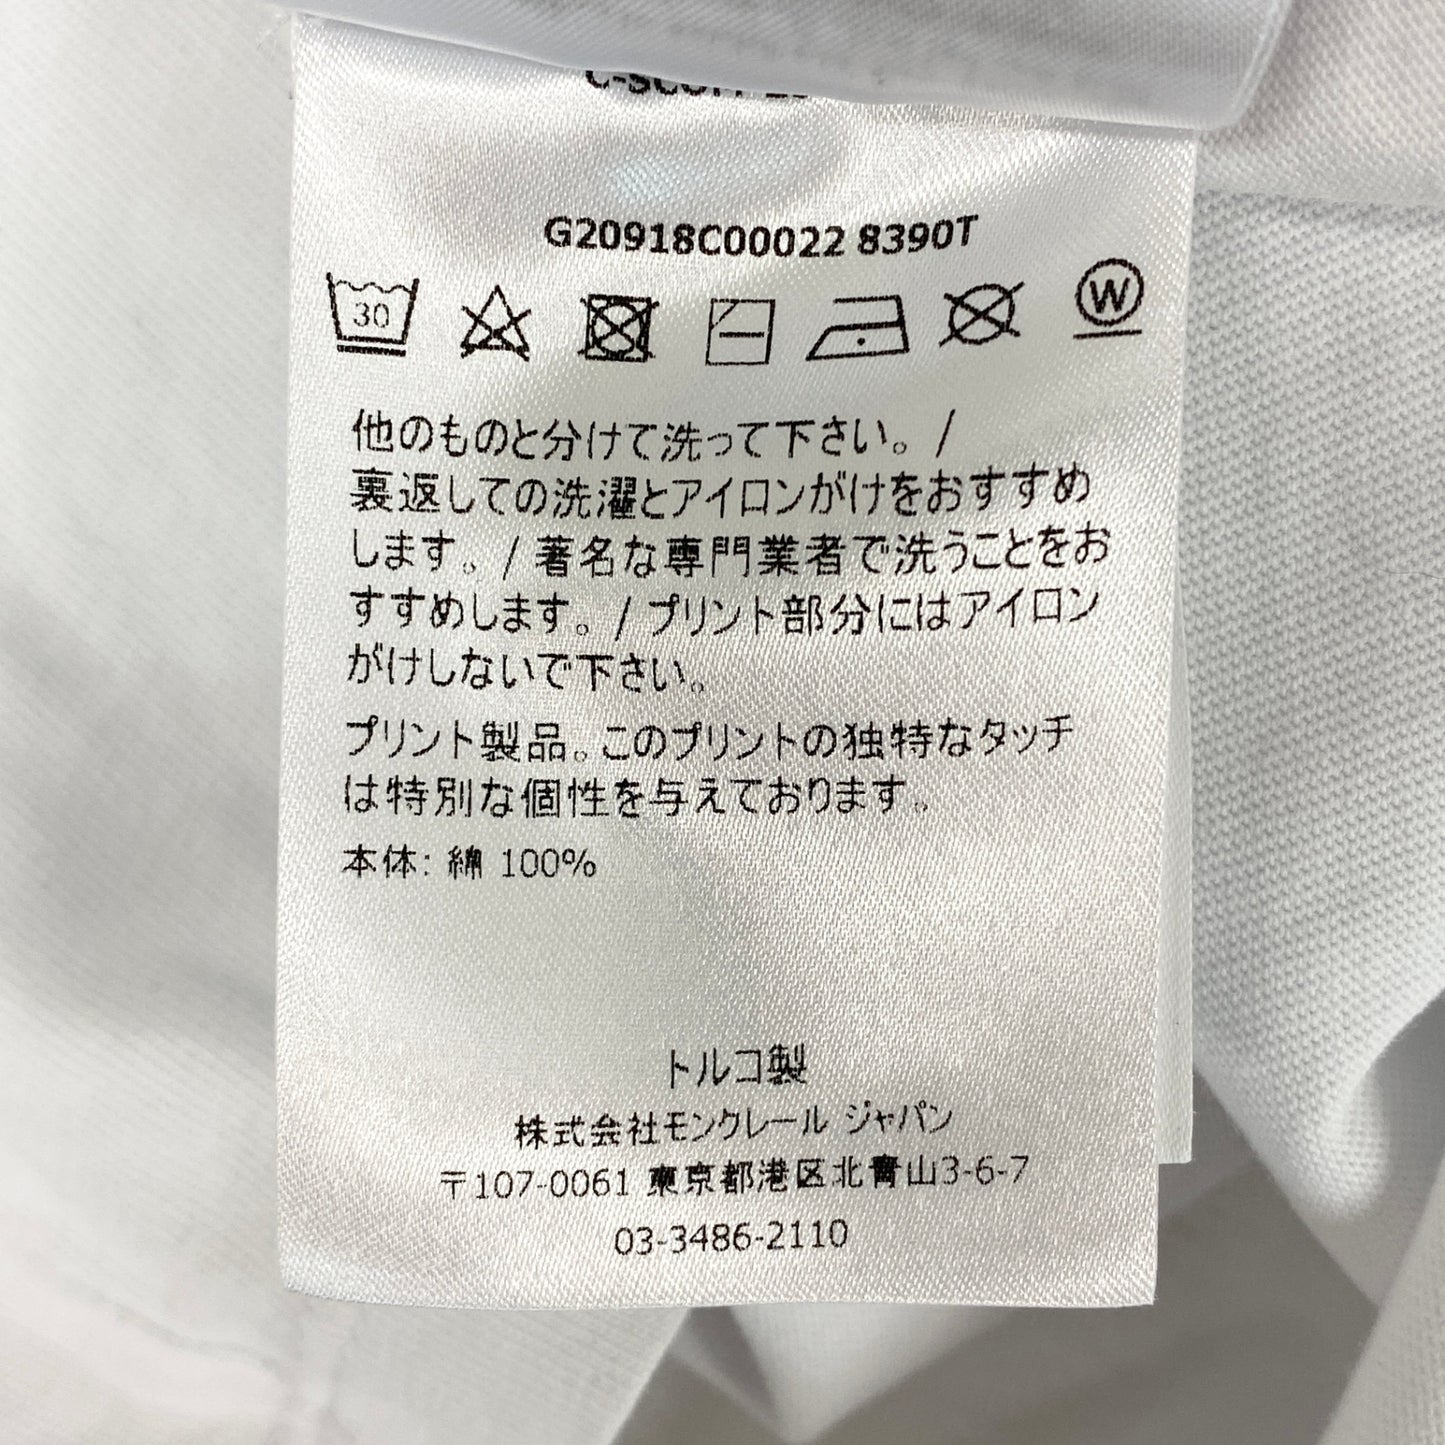 G20918C00022 8390T
30
W
他のものと分けて洗って下さい。/
裏返しての洗濯とアイロンがけをおすすめ
します。/ 著名な専門業者で洗うことをお
すすめします。/ プリント部分にはアイロン
がけしないで下さい。
プリント製品。このプリントの独特なタッチ
は特別な個性を与えております。
本体: 綿 100%
トルコ製
株式会社モンクレール ジャパン
〒107-0061 東京都港区北青山3-6-7
03-3486-2110